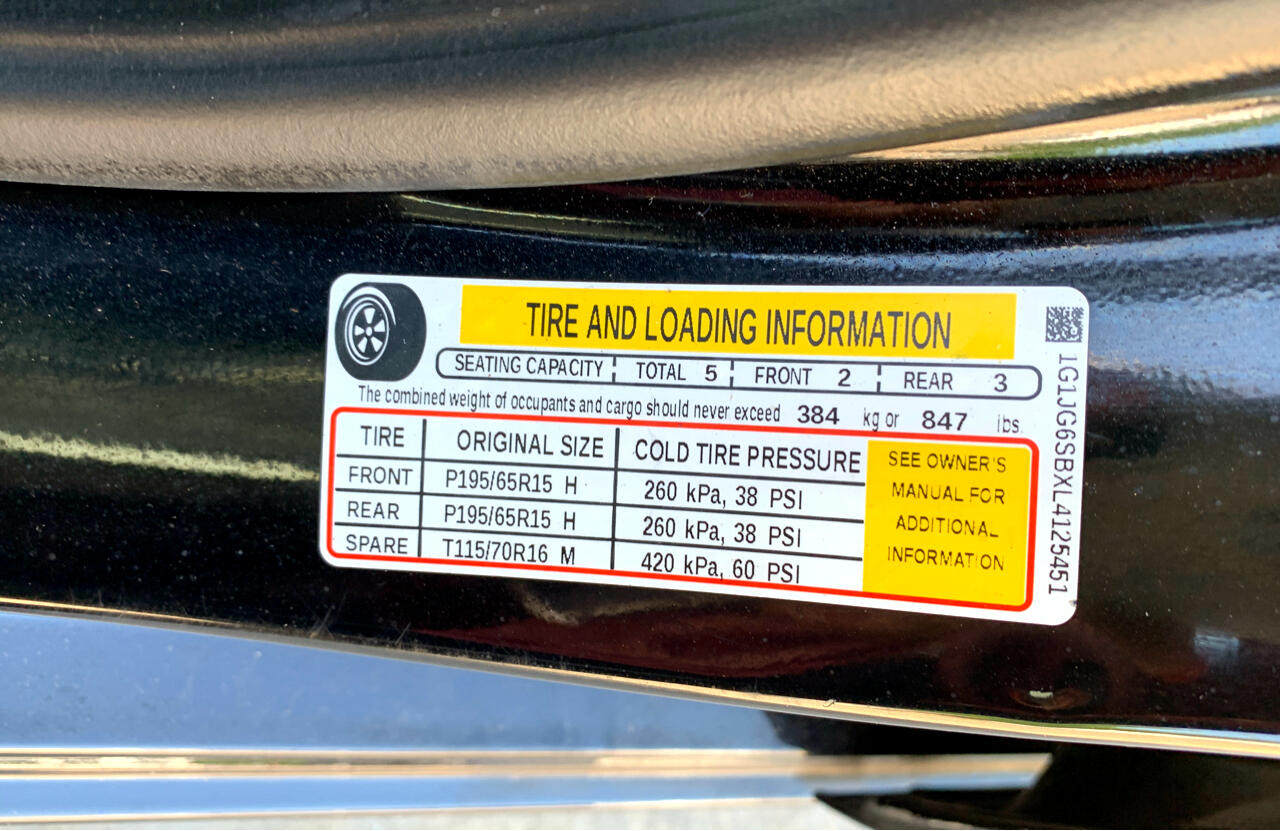 TIRE AND LOADING INFORMATION
SEATING CAPACITY TOTAL 5 FRONT 2 REAR 3
The combined weight of occupants and cargo should never exceed 384 kg or 847 lbs.
TIRE ORIGINAL SIZE COLD TIRE PRESSURE
FRONT P195/65R15 H 260 kPa, 38 PSI
REAR P195/65R15 H 260 kPa, 38 PSI
SPARE T115/70R16 M 420 kPa, 60 PSI
SEE OWNER'S
MANUAL FOR
ADDITIONAL
INFORMATION
1G1JG6SBXL4125451